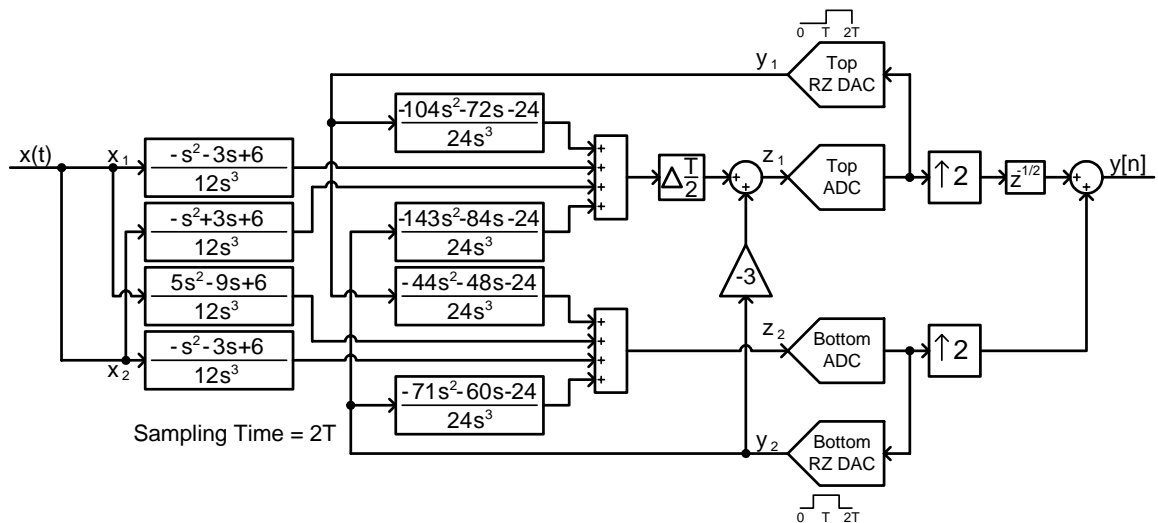 0 T 2T
y₁
Top
RZ DAC
-104s²-72s-24
24s³
x(t)
x₁
-s²-3s+6
12s³
+
+
+
+
Δ T/2
+
+
z₁
Top
ADC
↑2
z^-1/2
+
+
y[n]
-s²+3s+6
12s³
-143s²-84s-24
24s³
-3
5s²-9s+6
12s³
-44s²-48s-24
24s³
-s²-3s+6
12s³
x₂
+
+
+
+
z₂
Bottom
ADC
↑2
-71s²-60s-24
24s³
Sampling Time = 2T
y₂
Bottom
RZ DAC
0 T 2T